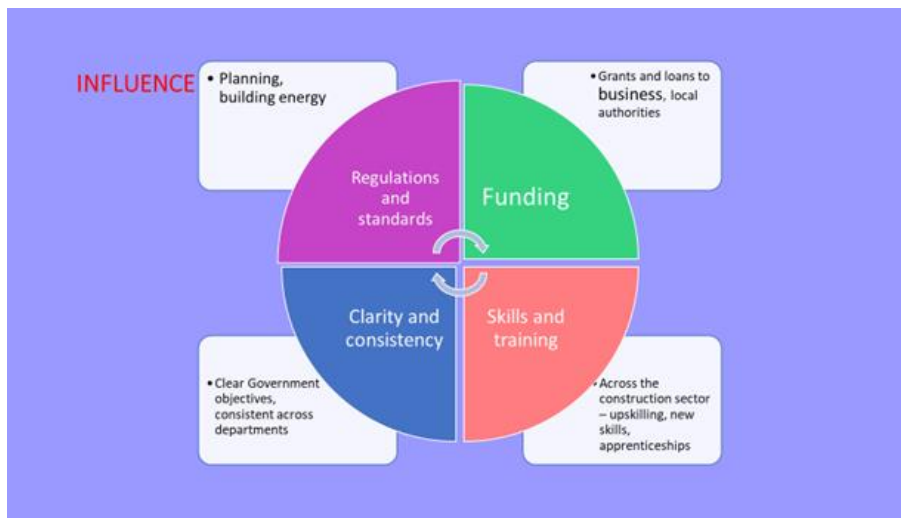 INFLUENCE
• Planning,
building energy
• Grants and loans to
business, local
authorities
Regulations
and
standards
Funding
Clarity and
consistency
Skills and
training
• Clear Government
objectives,
consistent across
departments
• Across the
construction sector
– upskilling, new
skills,
apprenticeships